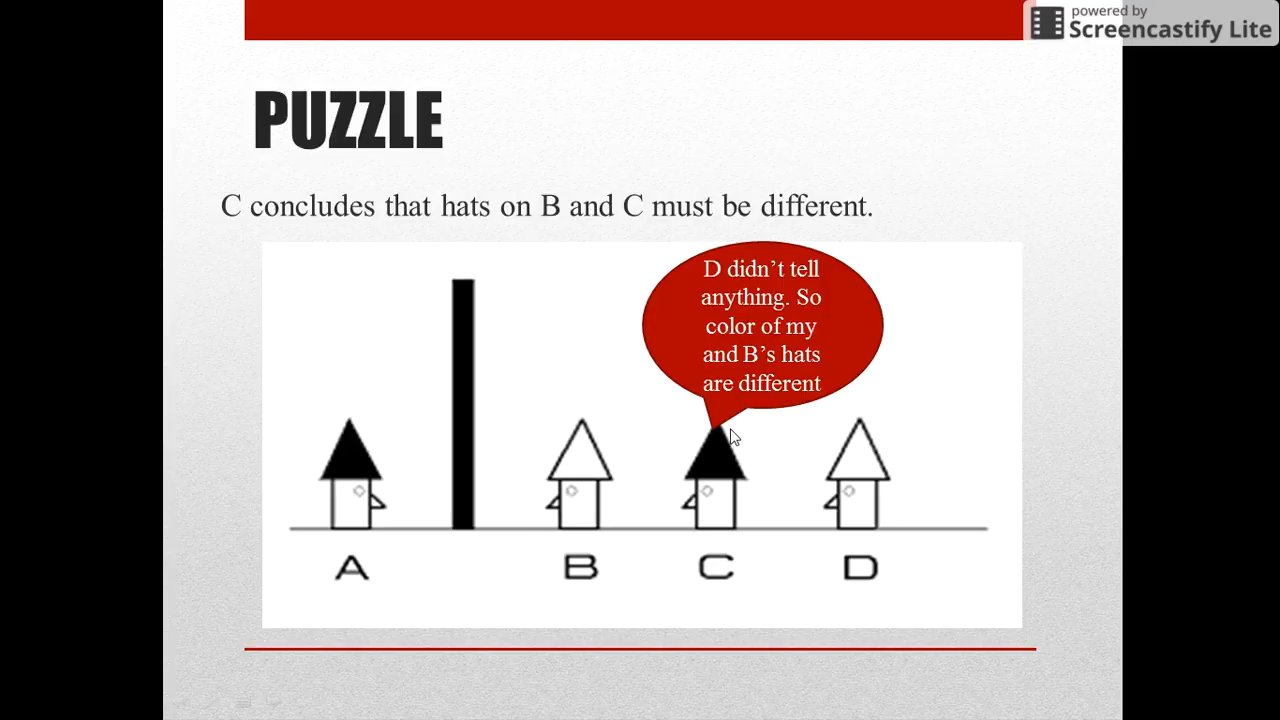 powered by
Screencastify Lite
PUZZLE
C concludes that hats on B and C must be different.
D didn’t tell
anything. So
color of my
and B’s hats
are different
A B C D